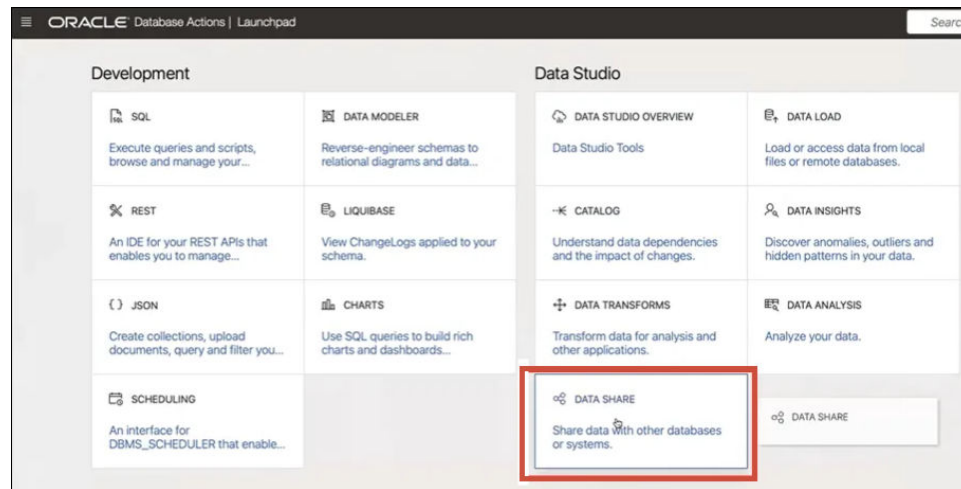 ORACLE Database Actions | Launchpad
Searc
Development
SQL
Execute queries and scripts,
browse and manage your...
DATA MODELER
Reverse-engineer schemas to
relational diagrams and data...
REST
An IDE for your REST APIs that
enables you to manage...
LIQUIBASE
View ChangeLogs applied to your
schema.
JSON
Create collections, upload
documents, query and filter you...
CHARTS
Use SQL queries to build rich
charts and dashboards...
SCHEDULING
An interface for
DBMS_SCHEDULER that enable...
Data Studio
DATA STUDIO OVERVIEW
Data Studio Tools
DATA LOAD
Load or access data from local
files or remote databases.
CATALOG
Understand data dependencies
and the impact of changes.
DATA INSIGHTS
Discover anomalies, outliers and
hidden patterns in your data.
DATA TRANSFORMS
Transform data for analysis and
other applications.
DATA ANALYSIS
Analyze your data.
DATA SHARE
Share data with other databases
or systems.
DATA SHARE